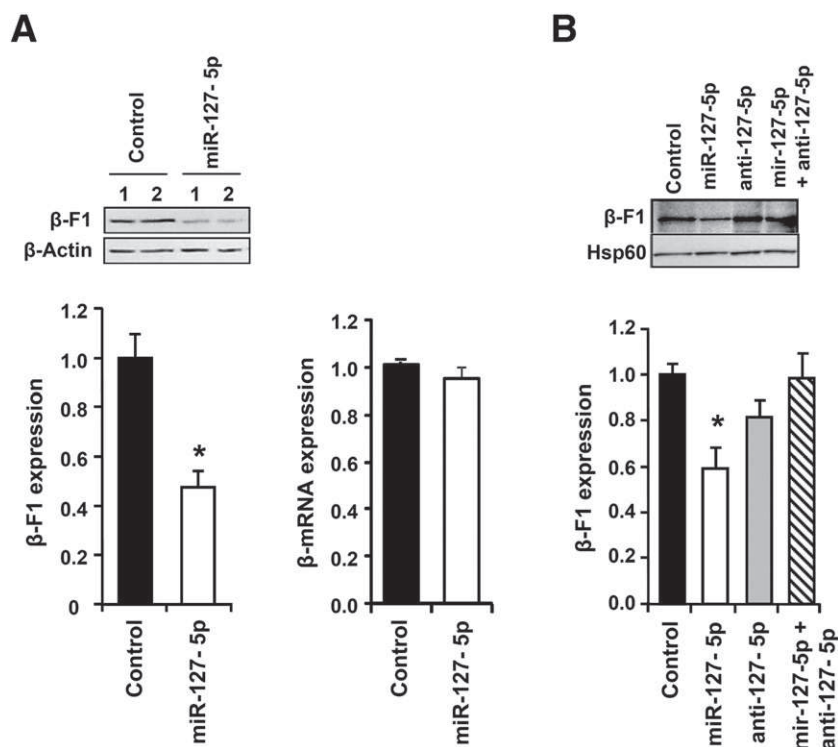 A
Control
miR-127- 5p
1 2 1 2
β-F1
β-Actin
1.2
1.0
0.8
0.6
0.4
0.2
0
β-F1 expression
*
Control
miR-127- 5p
1.2
1.0
0.8
0.6
0.4
0.2
0.0
β-mRNA expression
Control
miR-127- 5p
B
Control
miR-127-5p
anti-127-5p
mir-127-5p
+ anti-127-5p
β-F1
Hsp60
1.2
1.0
0.8
0.6
0.4
0.2
0.0
β-F1 expression
*
Control
miR-127- 5p
anti-127- 5p
mir-127-5p +
anti-127- 5p